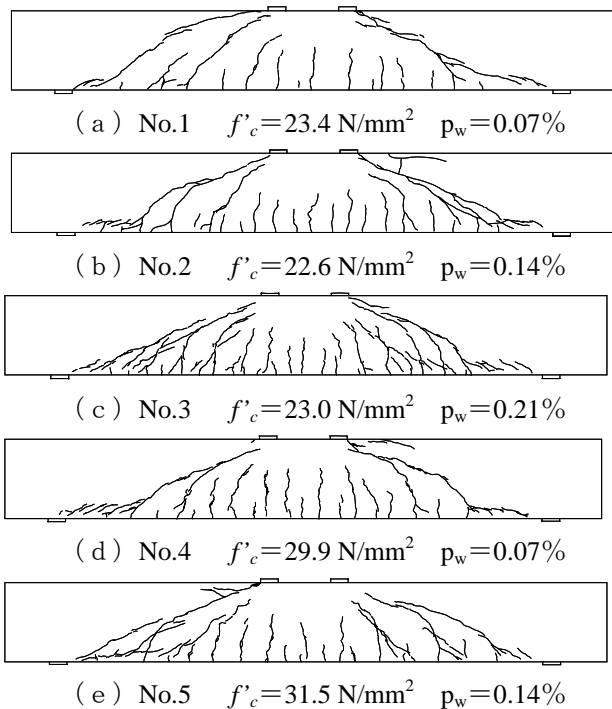 （a）No.1 f'c＝23.4 N/mm² pw＝0.07%
（b）No.2 f'c＝22.6 N/mm² pw＝0.14%
（c）No.3 f'c＝23.0 N/mm² pw＝0.21%
（d）No.4 f'c＝29.9 N/mm² pw＝0.07%
（e）No.5 f'c＝31.5 N/mm² pw＝0.14%